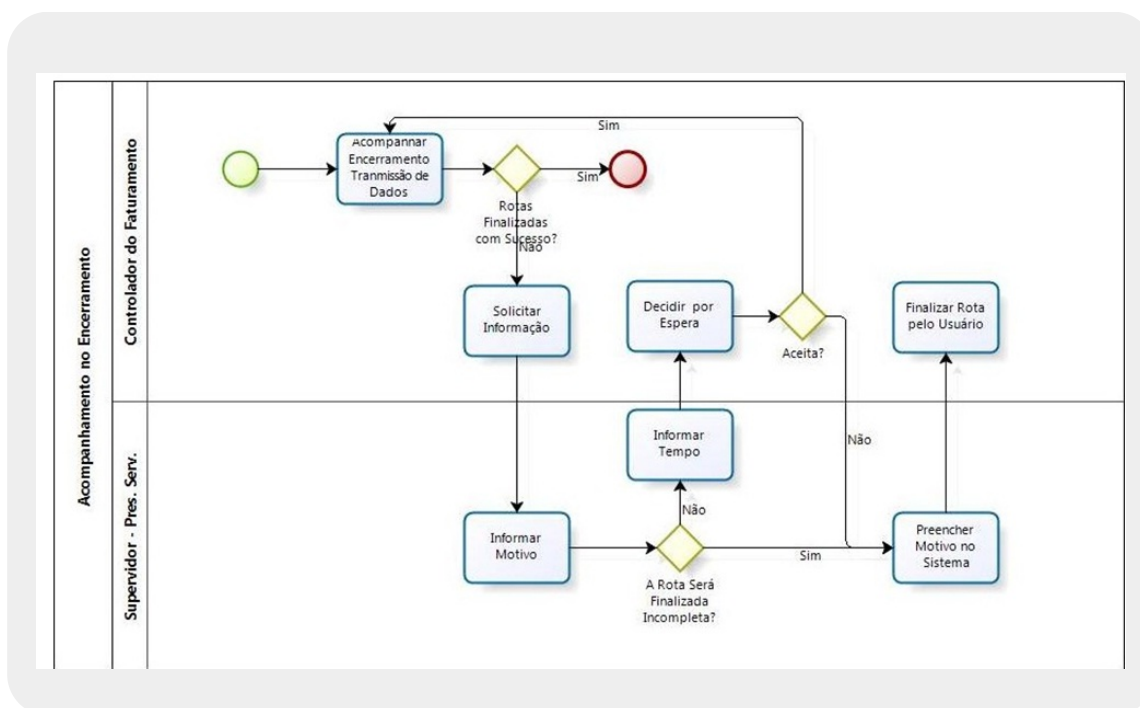 Acompanhamento no Encerramento
Controlador do Faturamento
Supervidor - Pres. Serv.
Acompanhar
Encerramento
Tranmissão de
Dados
Rotas
Finalizadas
com Sucesso?
Sim
Não
Sim
Solicitar
Informação
Decidir por
Espera
Aceita?
Finalizar Rota
pelo Usuário
Informar
Tempo
Não
Informar
Motivo
Não
A Rota Será
Finalizada
Incompleta?
Sim
Preencher
Motivo no
Sistema